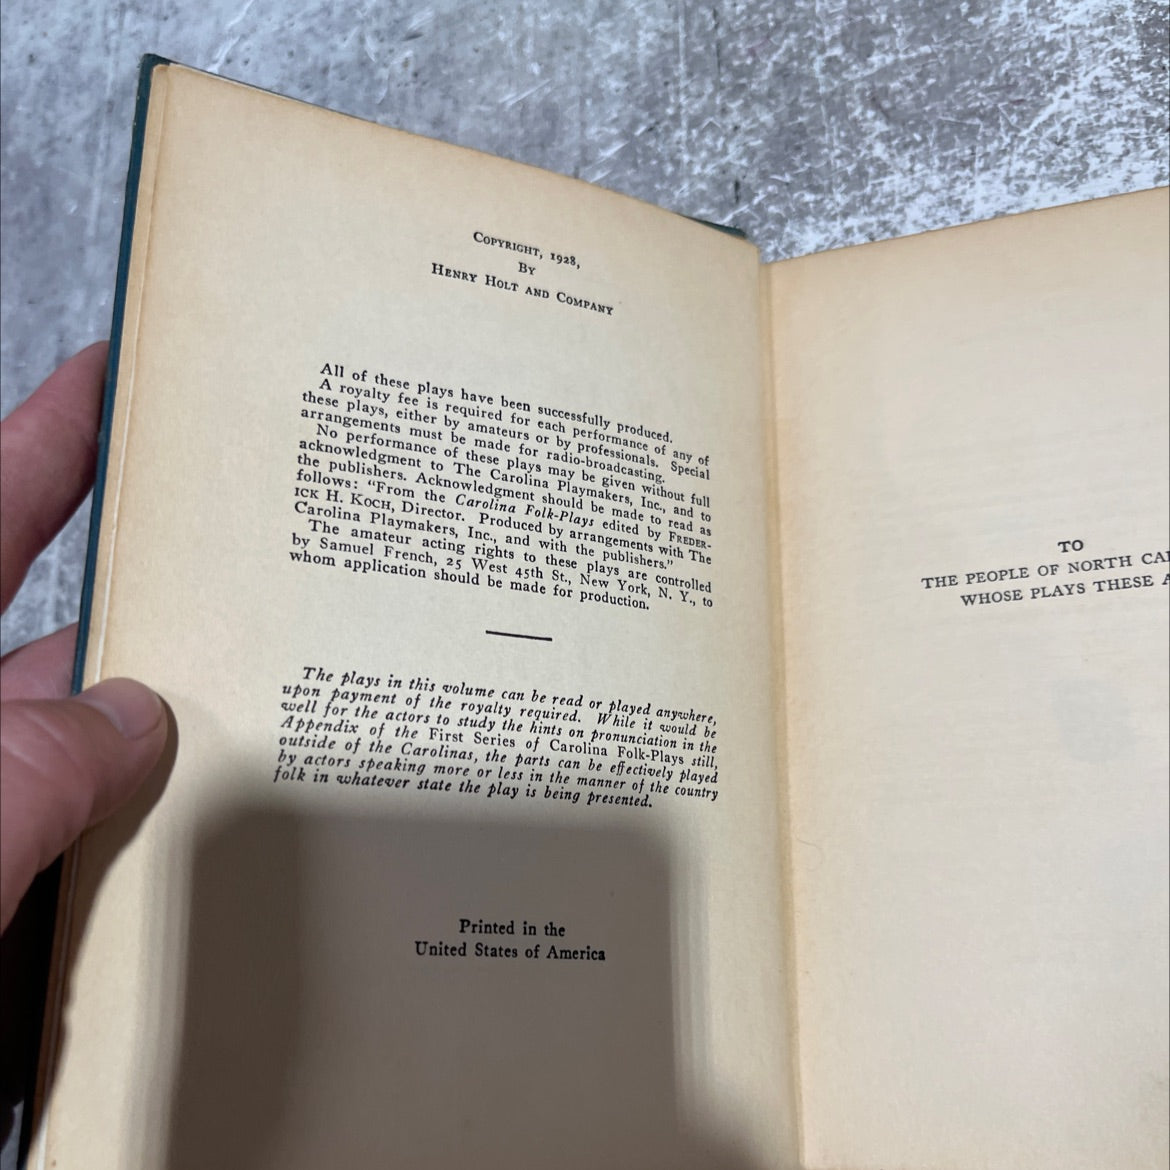 Copyright, 1928,
By
Henry Holt and Company
All of these plays have been successfully produced.
A royalty fee is required for each performance of any of
these plays, either by amateurs or by professionals. Special
arrangements must be made for radio-broadcasting.
No performance of these plays may be given without full
acknowledgment to The Carolina Playmakers, Inc., and to
the publishers. Acknowledgment should be made to read as
follows: "From the Carolina Folk-Plays edited by Freder-
ick H. Koch, Director. Produced by arrangements with The
Carolina Playmakers, Inc., and with the publishers."
The amateur acting rights to these plays are controlled
by Samuel French, 25 West 45th St., New York, N. Y., to
whom application should be made for production.
The plays in this volume can be read or played anywhere,
upon payment of the royalty required. While it would be
well for the actors to study the hints on pronunciation in the
Appendix of the First Series of Carolina Folk-Plays still,
outside of the Carolinas, the parts can be effectively played
by actors speaking more or less in the manner of the country
folk in whatever state the play is being presented.
Printed in the
United States of America
TO
THE PEOPLE OF NORTH CA
WHOSE PLAYS THESE A